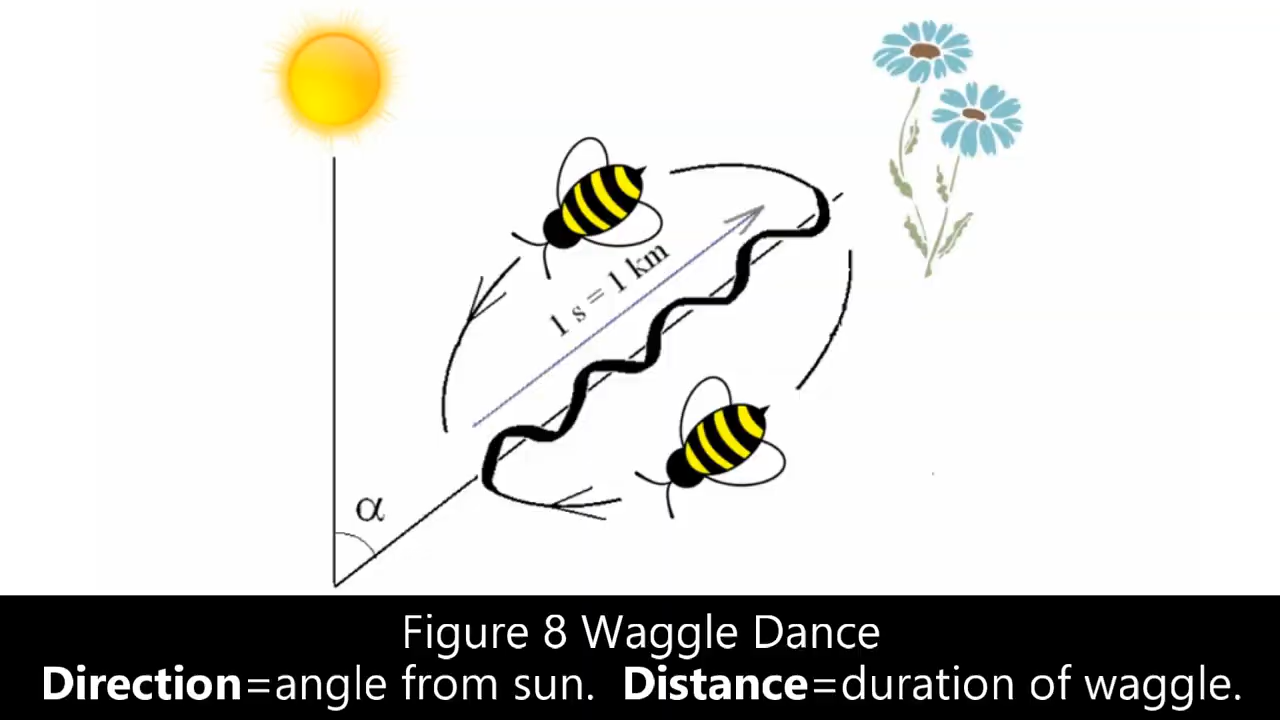 1 s = 1 km
α
Figure 8 Waggle Dance
Direction=angle from sun.  Distance=duration of waggle.